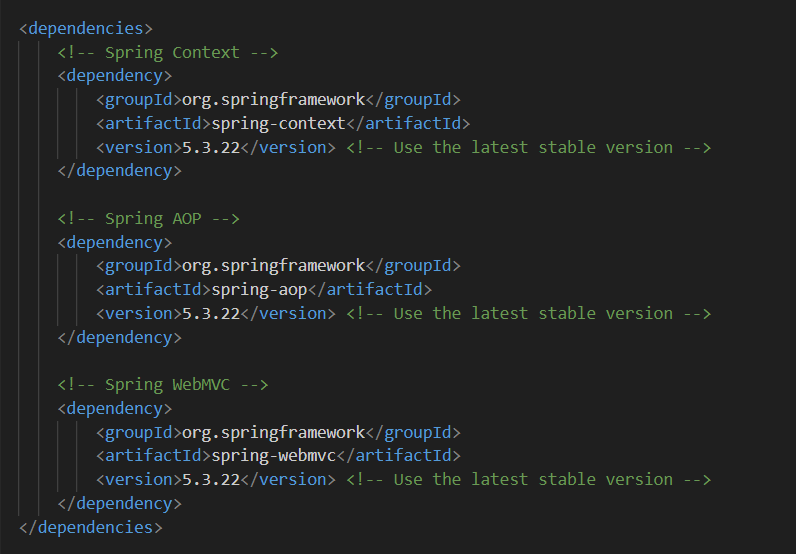 <dependencies>
<!-- Spring Context -->
<dependency>
<groupId>org.springframework</groupId>
<artifactId>spring-context</artifactId>
<version>5.3.22</version> <!-- Use the latest stable version -->
</dependency>
<!-- Spring AOP -->
<dependency>
<groupId>org.springframework</groupId>
<artifactId>spring-aop</artifactId>
<version>5.3.22</version> <!-- Use the latest stable version -->
</dependency>
<!-- Spring WebMVC -->
<dependency>
<groupId>org.springframework</groupId>
<artifactId>spring-webmvc</artifactId>
<version>5.3.22</version> <!-- Use the latest stable version -->
</dependency>
</dependencies>